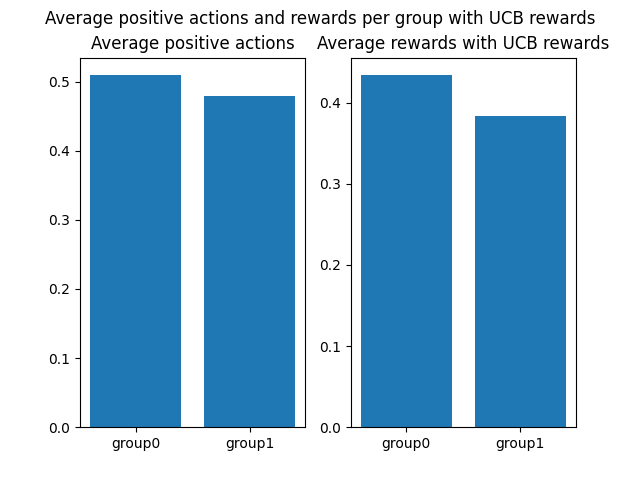 Average positive actions and rewards per group with UCB rewards
Average positive actions
0.5
0.4
0.3
0.2
0.1
0.0
group0 group1
Average rewards with UCB rewards
0.4
0.3
0.2
0.1
0.0
group0 group1